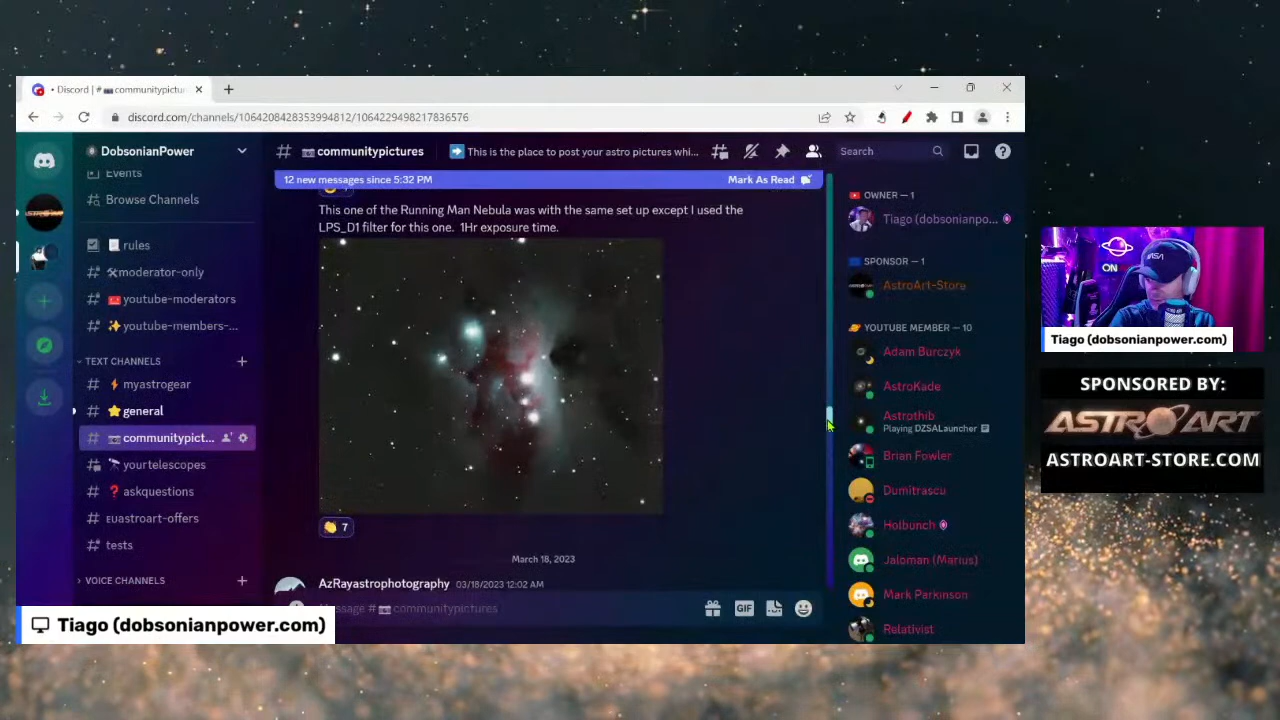 • Discord | # communitypictur
discord.com/channels/1064208428353994812/1064229498217836576
DobsonianPower
Events
Browse Channels
rules
moderator-only
youtube-moderators
youtube-members-...
TEXT CHANNELS
myastrogear
general
communitypict...
yourtelescopes
askquestions
EUastroart-offers
tests
VOICE CHANNELS
communitypictures
This is the place to post your astro pictures whi...
Search
12 new messages since 5:32 PM
Mark As Read
This one of the Running Man Nebula was with the same set up except I used the
LPS_D1 filter for this one. 1Hr exposure time.
7
March 18, 2023
AzRayastrophotography 03/18/2023 12:02 AM
Message # communitypictures
GIF
OWNER — 1
Tiago (dobsonianpo...
SPONSOR — 1
AstroArt-Store
YOUTUBE MEMBER — 10
Adam Burczyk
AstroKade
Astrothib
Playing DZSALauncher
Brian Fowler
Dumitrascu
Holbunch
Jaloman (Marius)
Mark Parkinson
Relativist
Tiago (dobsonianpower.com)
ON
Tiago (dobsonianpower.com)
SPONSORED BY:
ASTRO ART
ASTROART-STORE.COM